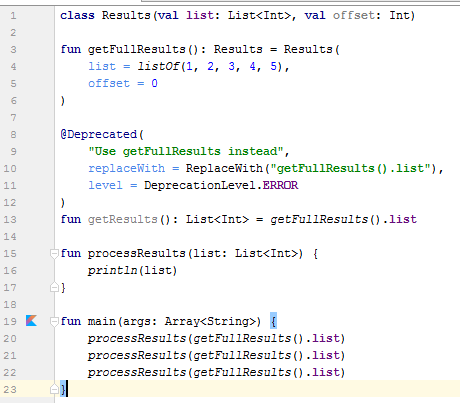 1 class Results(val list: List<Int>, val offset: Int)
2
3 fun getFullResults(): Results = Results(
4     list = listOf(1, 2, 3, 4, 5),
5     offset = 0
6 )
7
8 @Deprecated(
9     "Use getFullResults instead",
10     replaceWith = ReplaceWith("getFullResults().list"),
11     level = DeprecationLevel.ERROR
12 )
13 fun getResults(): List<Int> = getFullResults().list
14
15 fun processResults(list: List<Int>) {
16     println(list)
17 }
18
19 fun main(args: Array<String>) {
20     processResults(getFullResults().list)
21     processResults(getFullResults().list)
22     processResults(getFullResults().list)
23 }